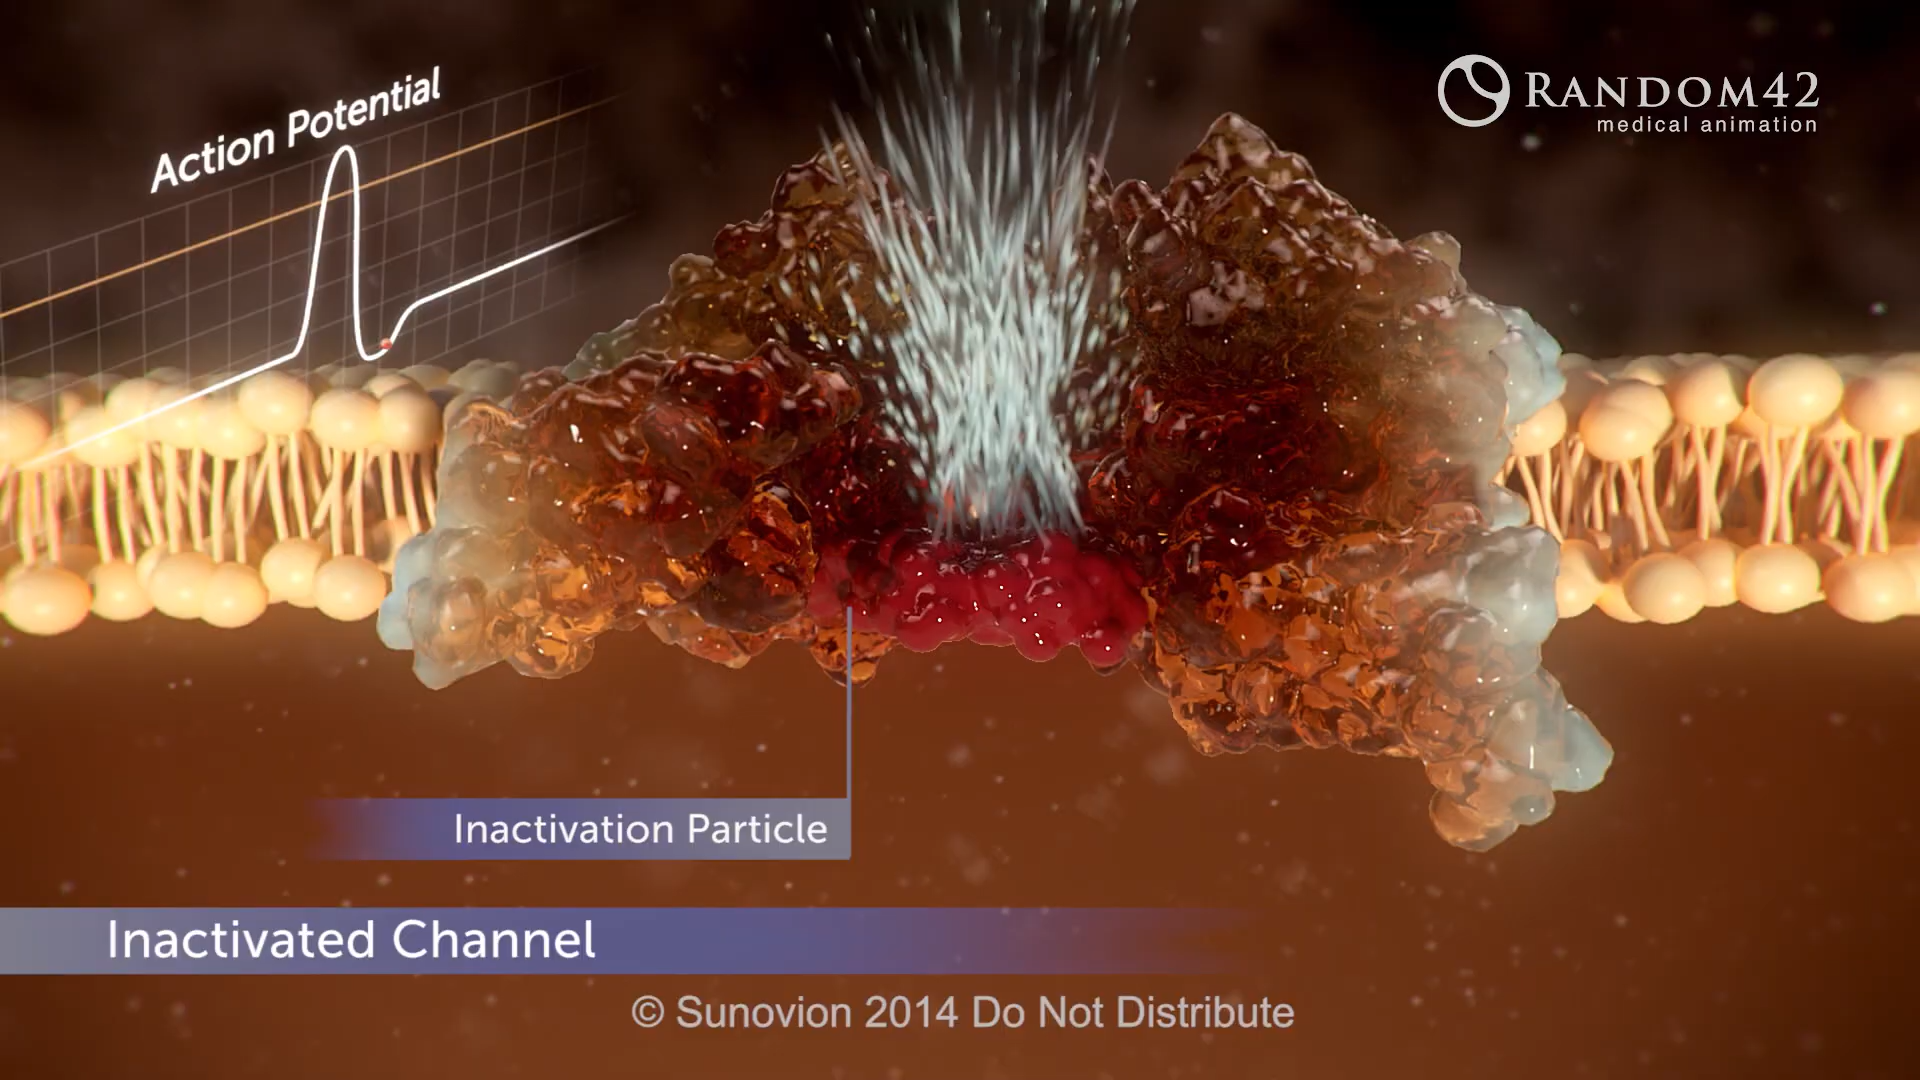 Action Potential
RANDOM42
medical animation
Inactivation Particle
Inactivated Channel
© Sunovion 2014 Do Not Distribute